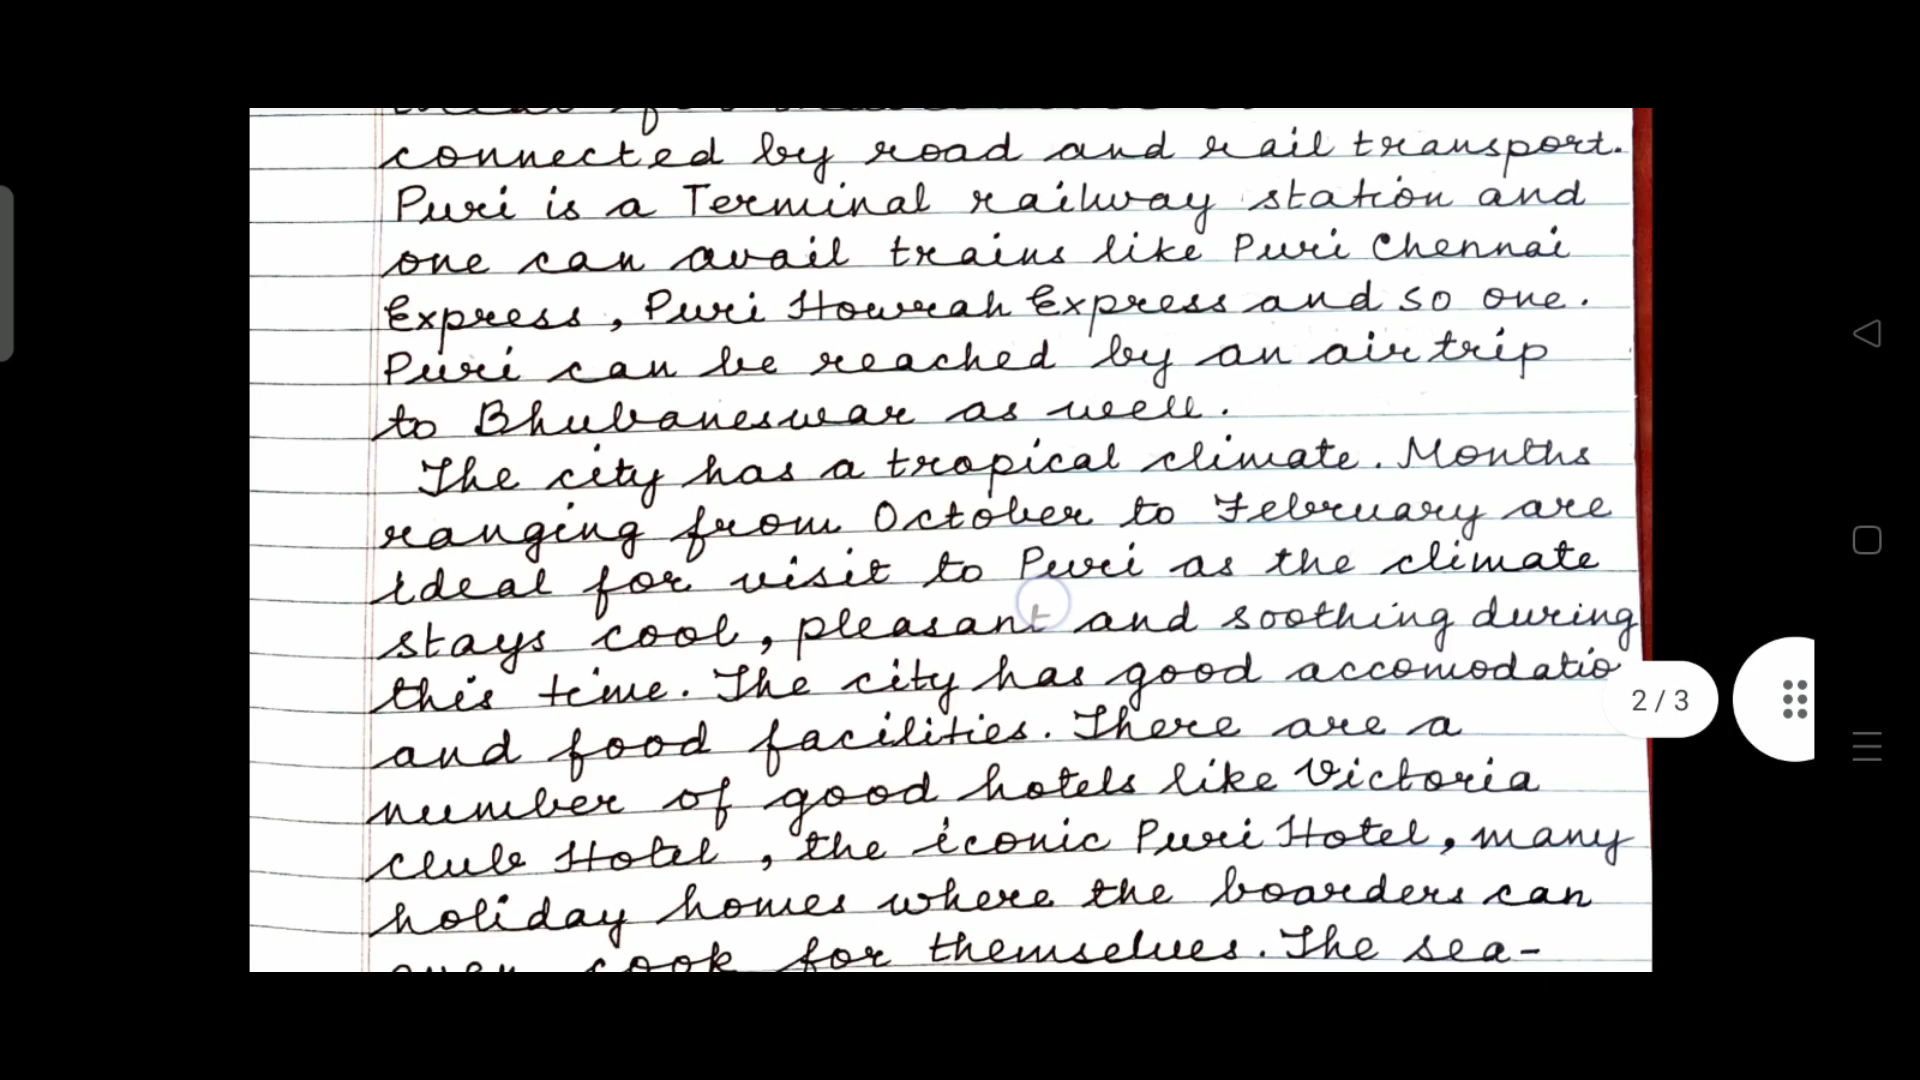 connected by road and rail transport.
Puri is a Terminal railway station and
one can avail trains like Puri Chennai
Express, Puri Howrah Express and so one.
Puri can be reached by an air trip
to Bhubaneswar as well.
The city has a tropical climate. Months
ranging from October to February are
ideal for visit to Puri as the climate
stays cool, pleasant and soothing during
this time. The city has good accomodatio
2/3
and food facilities. There are a
number of good hotels like Victoria
club Hotel, the iconic Puri Hotel, many
holiday homes where the boarders can
even cook for themselves. The sea-